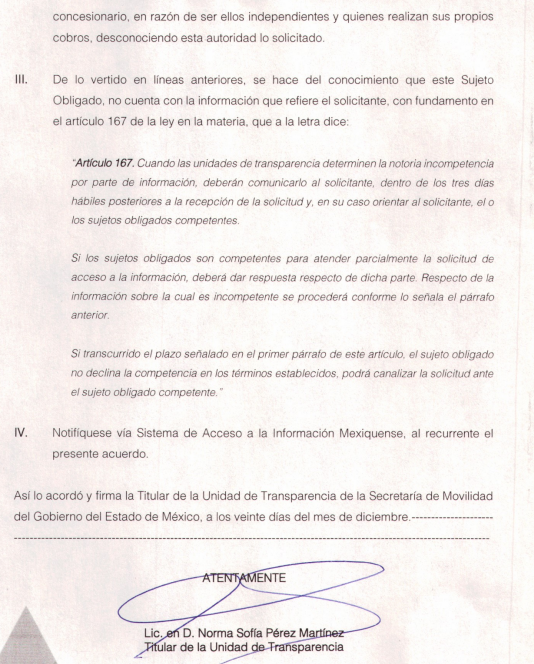 concesionario, en razón de ser ellos independientes y quienes realizan sus propios
cobros, desconociendo esta autoridad lo solicitado.
III. De lo vertido en líneas anteriores, se hace del conocimiento que este Sujeto
Obligado, no cuenta con la información que refiere el solicitante, con fundamento en
el artículo 167 de la ley en la materia, que a la letra dice:
"Artículo 167. Cuando las unidades de transparencia determinen la notoria incompetencia
por parte de información, deberán comunicarlo al solicitante, dentro de los tres días
hábiles posteriores a la recepción de la solicitud y, en su caso orientar al solicitante, el o
los sujetos obligados competentes.
Si los sujetos obligados son competentes para atender parcialmente la solicitud de
acceso a la información, deberá dar respuesta respecto de dicha parte. Respecto de la
información sobre la cual es incompetente se procederá conforme lo señala el párrafo
anterior.
Si transcurrido el plazo señalado en el primer párrafo de este artículo, el sujeto obligado
no declina la competencia en los términos establecidos, podrá canalizar la solicitud ante
el sujeto obligado competente."
IV. Notifíquese vía Sistema de Acceso a la Información Mexiquense, al recurrente el
presente acuerdo.
Así lo acordó y firma la Titular de la Unidad de Transparencia de la Secretaría de Movilidad
del Gobierno del Estado de México, a los veinte días del mes de diciembre.--------------------
------------------------------------------------------------------------------------------------------------------------
ATENTAMENTE
Lic. en D. Norma Sofía Pérez Martínez
Titular de la Unidad de Transparencia